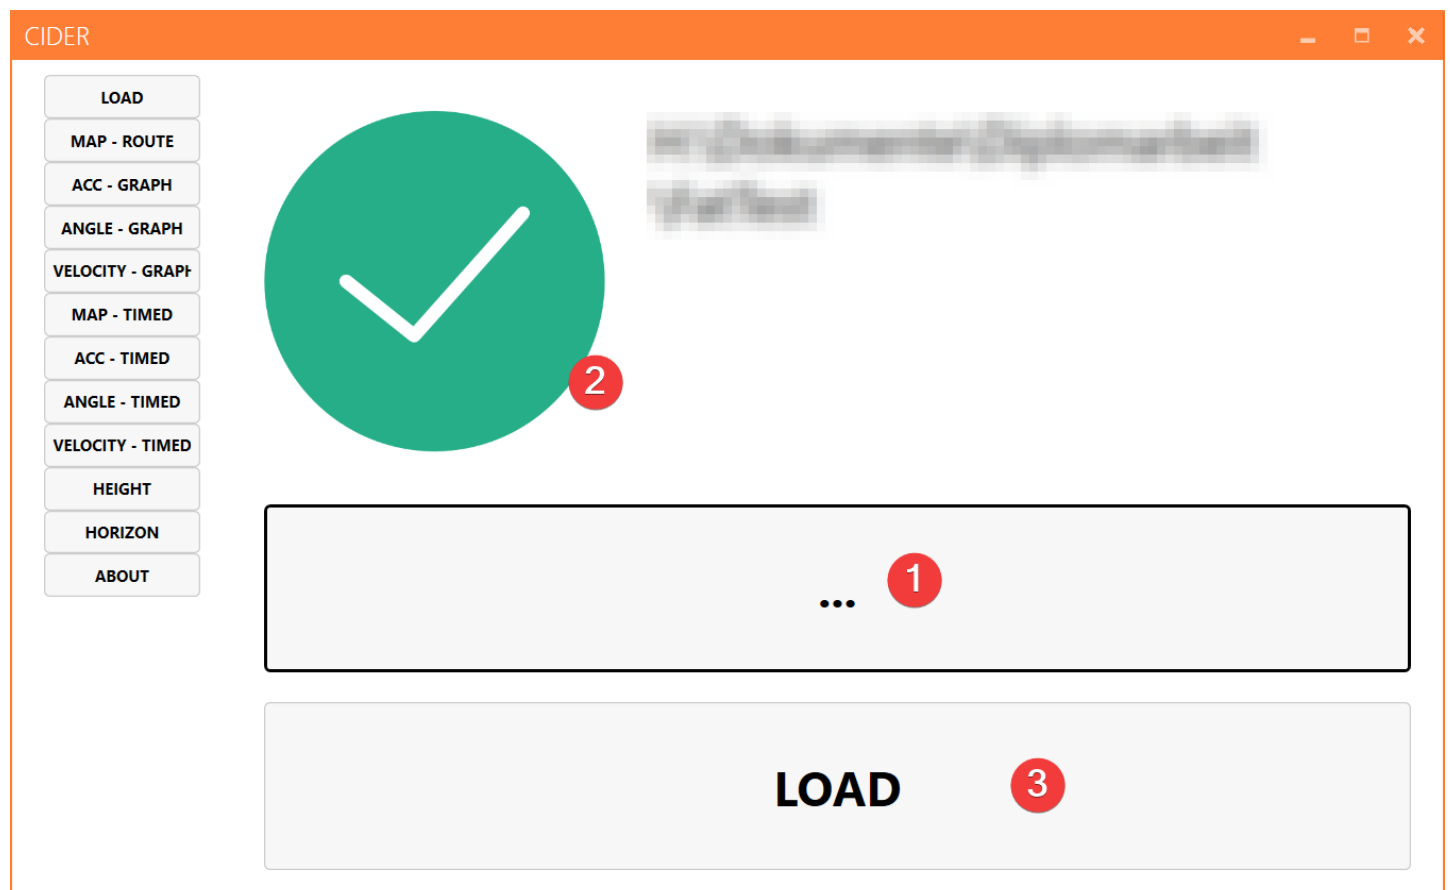 CIDER
LOAD
MAP - ROUTE
ACC - GRAPH
ANGLE - GRAPH
VELOCITY - GRAPH
MAP - TIMED
ACC - TIMED
ANGLE - TIMED
VELOCITY - TIMED
HEIGHT
HORIZON
ABOUT
2
... 1
LOAD 3